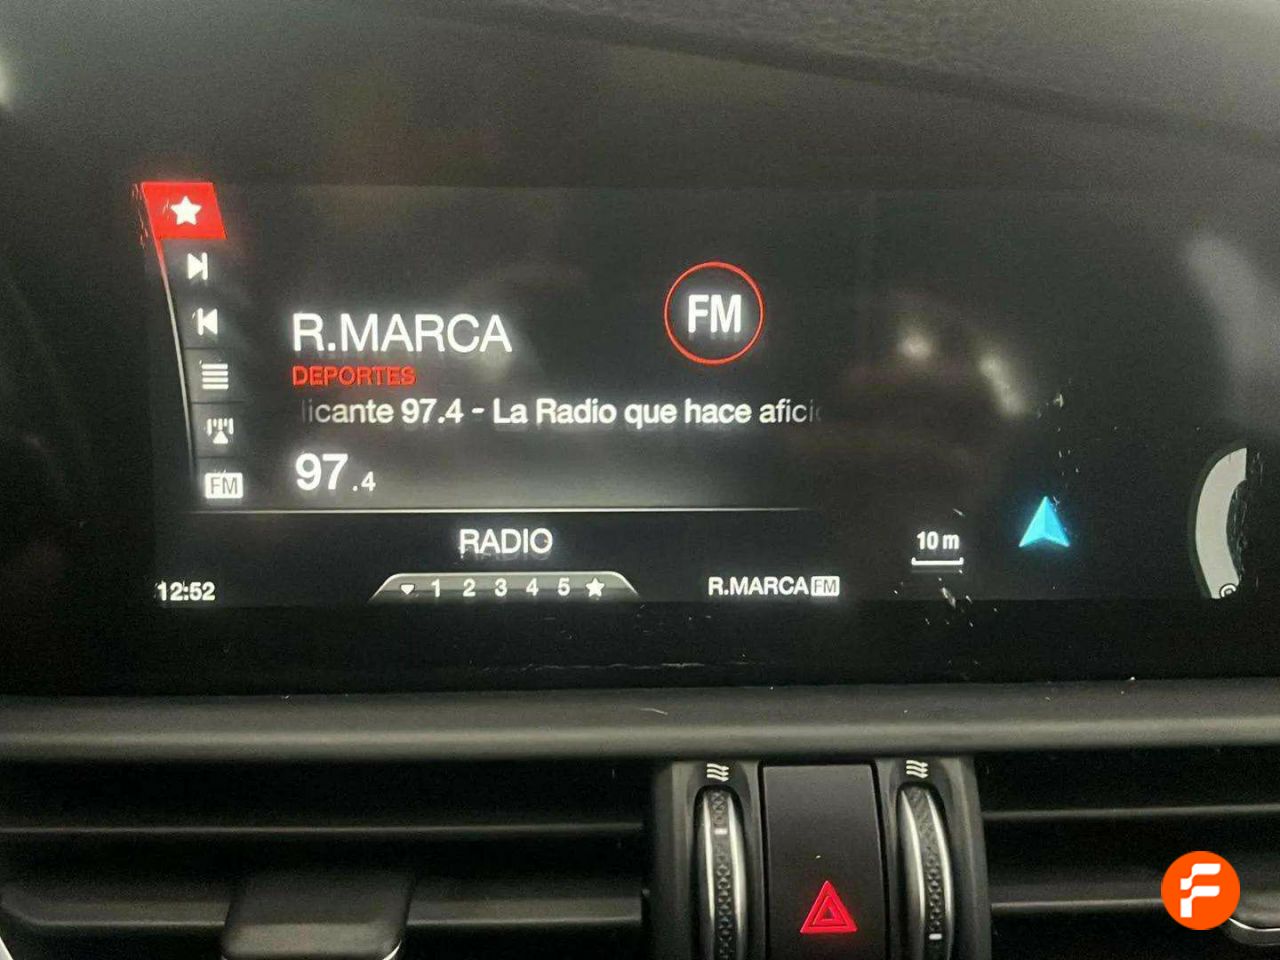 FM
R.MARCA
DEPORTES
licante 97.4 - La Radio que hace afici
97.4
FM
RADIO
10 m
12:52
1 2 3 4 5
R.MARCA FM